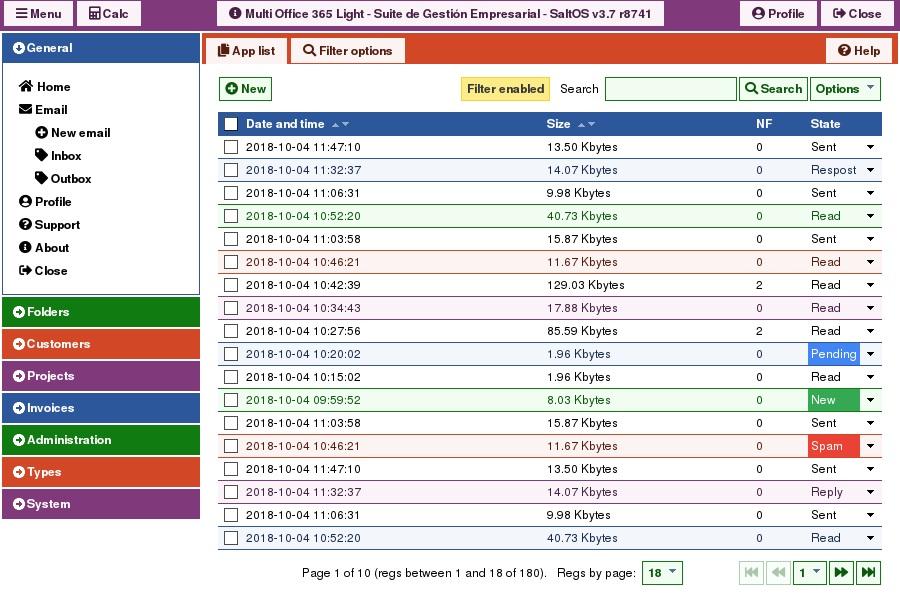 Menu Calc Multi Office 365 Light - Suite de Gestión Empresarial - SaltOS v3.7 r8741 Profile Close
General
Home
Email
New email
Inbox
Outbox
Profile
Support
About
Close
Folders
Customers
Projects
Invoices
Administration
Types
System
App list Filter options Help
New Filter enabled Search Search Options
Date and time Size NF State
2018-10-04 11:47:10 13.50 Kbytes 0 Sent
2018-10-04 11:32:37 14.07 Kbytes 0 Respost
2018-10-04 11:06:31 9.98 Kbytes 0 Sent
2018-10-04 10:52:20 40.73 Kbytes 0 Read
2018-10-04 11:03:58 15.87 Kbytes 0 Sent
2018-10-04 10:46:21 11.67 Kbytes 0 Read
2018-10-04 10:42:39 129.03 Kbytes 2 Read
2018-10-04 10:34:43 17.88 Kbytes 0 Read
2018-10-04 10:27:56 85.59 Kbytes 2 Read
2018-10-04 10:20:02 1.96 Kbytes 0 Pending
2018-10-04 10:15:02 1.96 Kbytes 0 Read
2018-10-04 09:59:52 8.03 Kbytes 0 New
2018-10-04 11:03:58 15.87 Kbytes 0 Sent
2018-10-04 10:46:21 11.67 Kbytes 0 Spam
2018-10-04 11:47:10 13.50 Kbytes 0 Sent
2018-10-04 11:32:37 14.07 Kbytes 0 Reply
2018-10-04 11:06:31 9.98 Kbytes 0 Sent
2018-10-04 10:52:20 40.73 Kbytes 0 Read
Page 1 of 10 (regs between 1 and 18 of 180). Regs by page: 18 1